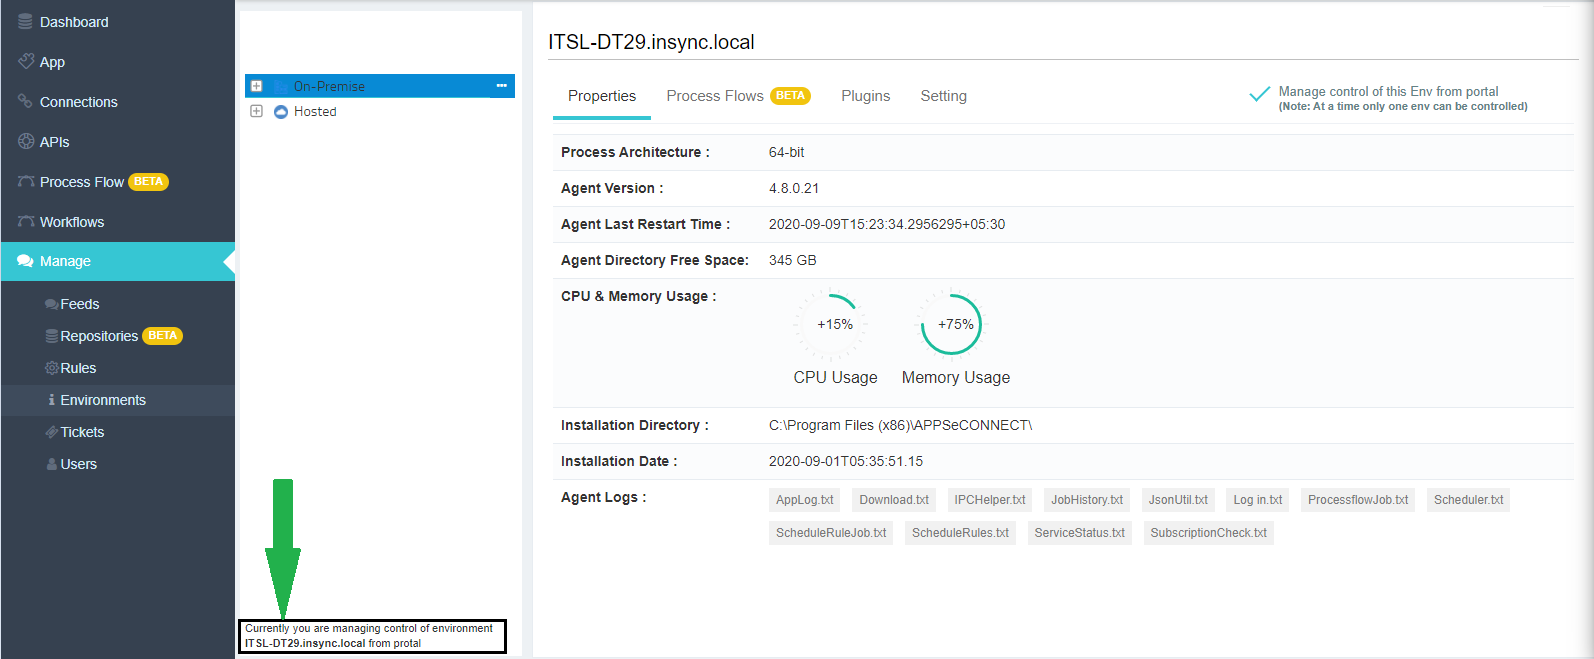 Dashboard
App
Connections
APIs
Process Flow BETA
Workflows
Manage
Feeds
Repositories BETA
Rules
Environments
Tickets
Users
On-Premise
Hosted
Currently you are managing control of environment
ITSL-DT29.insync.local from protal
ITSL-DT29.insync.local
Properties Process Flows BETA Plugins Setting
Manage control of this Env from portal
(Note: At a time only one env can be controlled)
Process Architecture : 64-bit
Agent Version : 4.8.0.21
Agent Last Restart Time : 2020-09-09T15:23:34.2956295+05:30
Agent Directory Free Space: 345 GB
CPU & Memory Usage :
+15% +75%
CPU Usage Memory Usage
Installation Directory : C:\Program Files (x86)\APPSeCONNECT\
Installation Date : 2020-09-01T05:35:51.15
Agent Logs : AppLog.txt Download.txt IPCHelper.txt JobHistory.txt JsonUtil.txt Log in.txt ProcessflowJob.txt Scheduler.txt
ScheduleRuleJob.txt ScheduleRules.txt ServiceStatus.txt SubscriptionCheck.txt